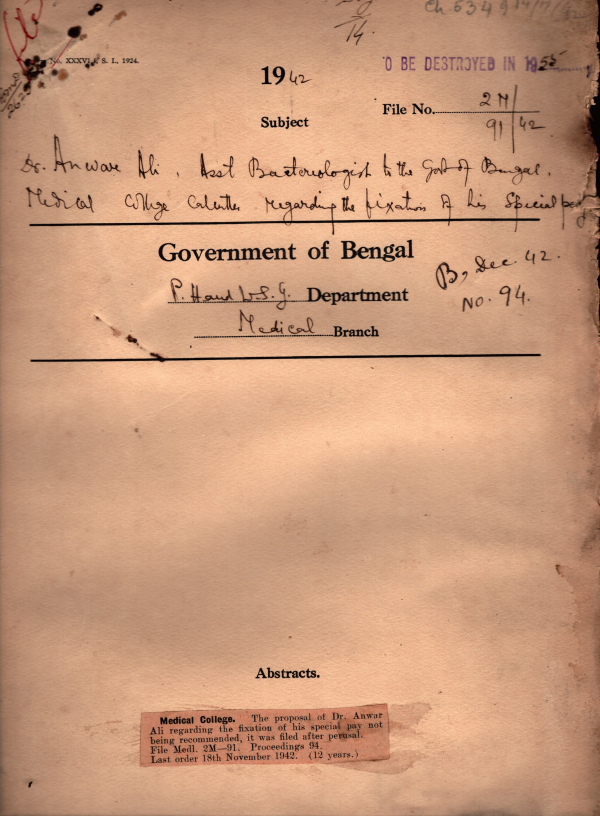 Ch 534
No. XXXVI, S. I., 1924.
TO BE DESTROYED IN 1955
1942
Subject
File No. 2M/91/42
Dr. Anware Ali, Asst Bacteriologist to the Govt of Bengal,
Medical College Calcutta regarding the fixation of his Special pay
Government of Bengal
P. H and L. S. G. Department
Medical Branch
B, Dec. 42.
No. 94.
Abstracts.
Medical College. The proposal of Dr. Anwar
Ali regarding the fixation of his special pay not
being recommended, it was filed after perusal.
File Medl. 2M—91. Proceedings 94.
Last order 18th November 1942. (12 years.)